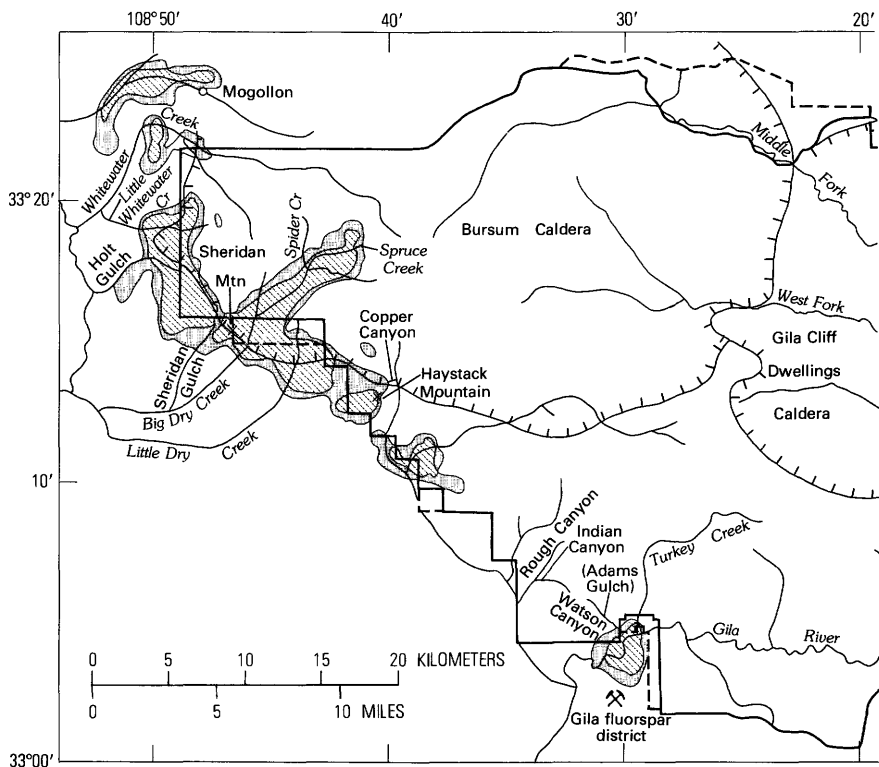 108°50'
40'
30'
20'
Mogollon
Creek
Middle
Fork
Whitewater
Little
Whitewater
Cr
33°20'
Holt
Gulch
Sheridan
Mtn
Spider Cr
Spruce
Creek
Bursum Caldera
West Fork
Copper
Canyon
Gila Cliff
Dwellings
Caldera
Haystack
Mountain
Sheridan
Gulch
Big Dry Creek
Little Dry Creek
10'
Rough Canyon
Indian
Canyon
(Adams
Gulch)
Turkey Creek
Watson
Canyon
Gila River
0 5 10 15 20 KILOMETERS
0 5 10 MILES
Gila fluorspar
district
33°00'